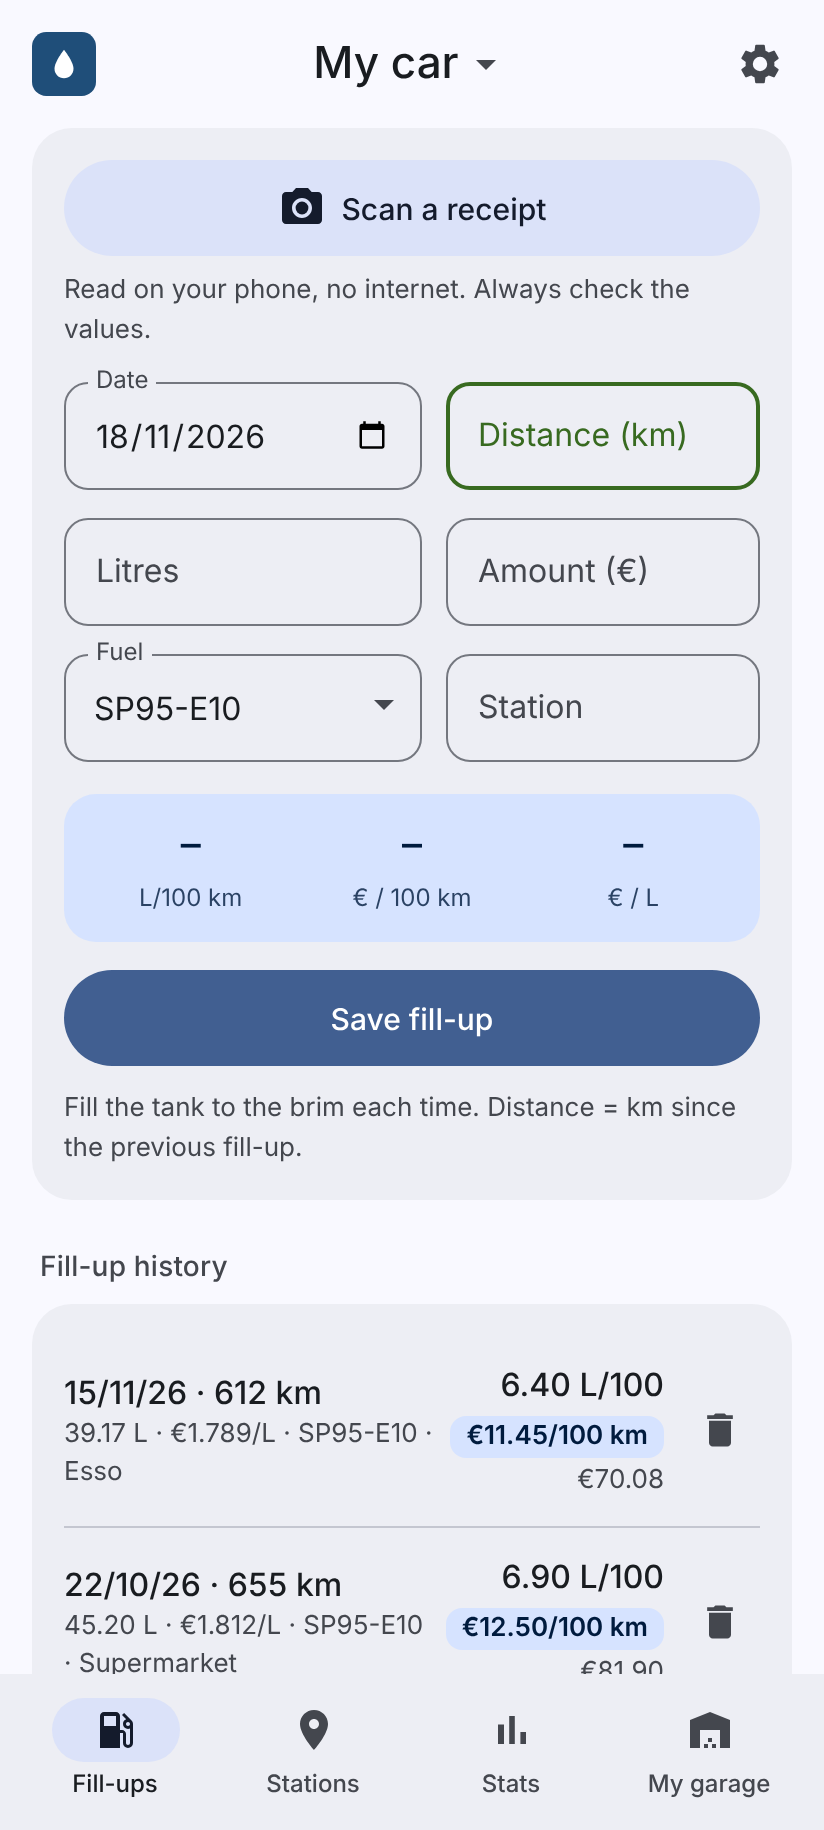 My car
Scan a receipt
Read on your phone, no internet. Always check the
values.
Date
18/11/2026
Distance (km)
Litres
Amount (€)
Fuel
SP95-E10
Station
– – –
L/100 km € / 100 km € / L
Save fill-up
Fill the tank to the brim each time. Distance = km since
the previous fill-up.
Fill-up history
15/11/26 · 612 km
39.17 L · €1.789/L · SP95-E10 ·
Esso
6.40 L/100
€11.45/100 km
€70.08
22/10/26 · 655 km
45.20 L · €1.812/L · SP95-E10
· Supermarket
6.90 L/100
€12.50/100 km
€81.90
Fill-ups Stations Stats My garage